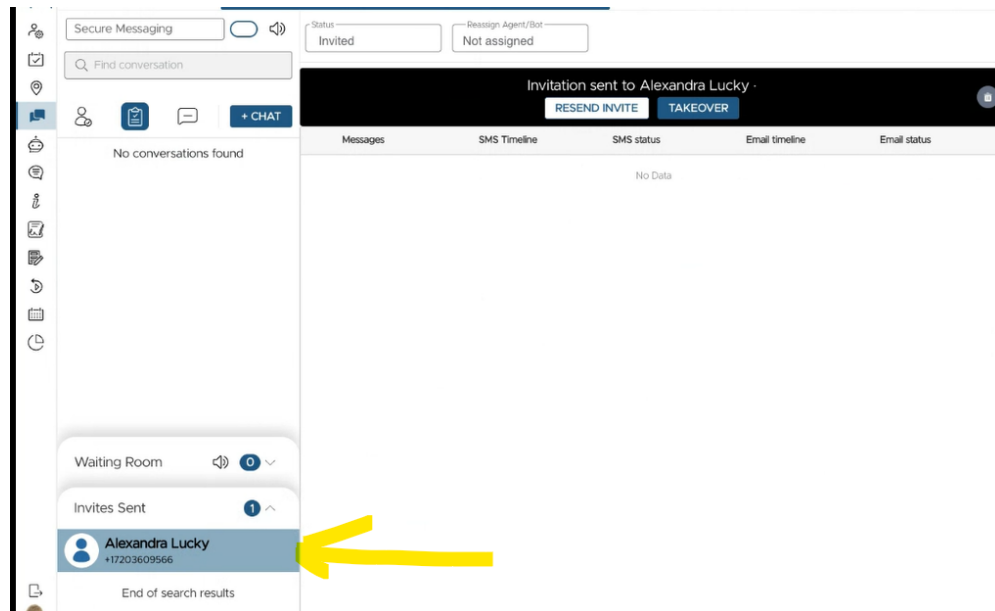 Secure Messaging
Find conversation
+ CHAT
No conversations found
Waiting Room 0
Invites Sent 1
Alexandra Lucky
+17203609566
End of search results
Status
Invited
Reassign Agent/Bot
Not assigned
Invitation sent to Alexandra Lucky ·
RESEND INVITE TAKEOVER
Messages SMS Timeline SMS status Email timeline Email status
No Data